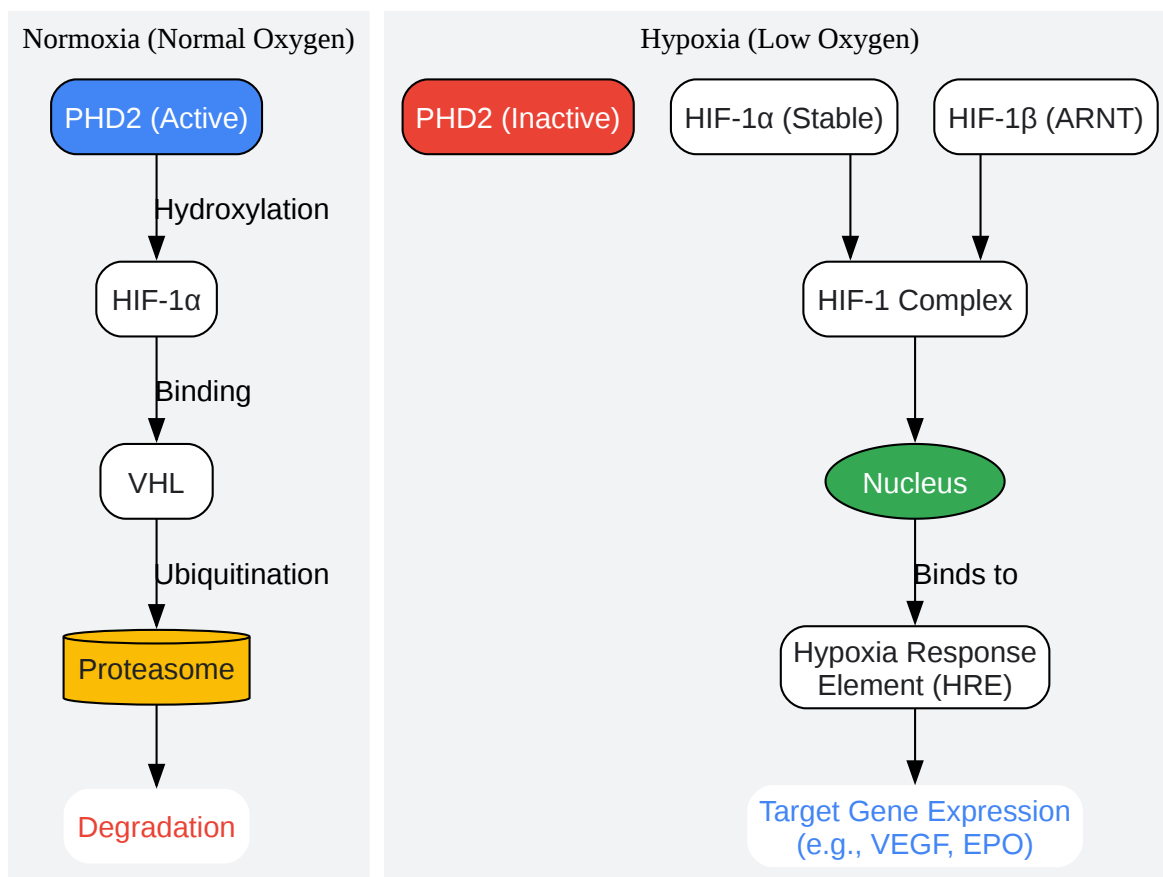 Normoxia (Normal Oxygen)
PHD2 (Active)
Hydroxylation
HIF-1α
Binding
VHL
Ubiquitination
Proteasome
Degradation
Hypoxia (Low Oxygen)
PHD2 (Inactive)
HIF-1α (Stable)
HIF-1β (ARNT)
HIF-1 Complex
Nucleus
Binds to
Hypoxia Response
Element (HRE)
Target Gene Expression
(e.g., VEGF, EPO)